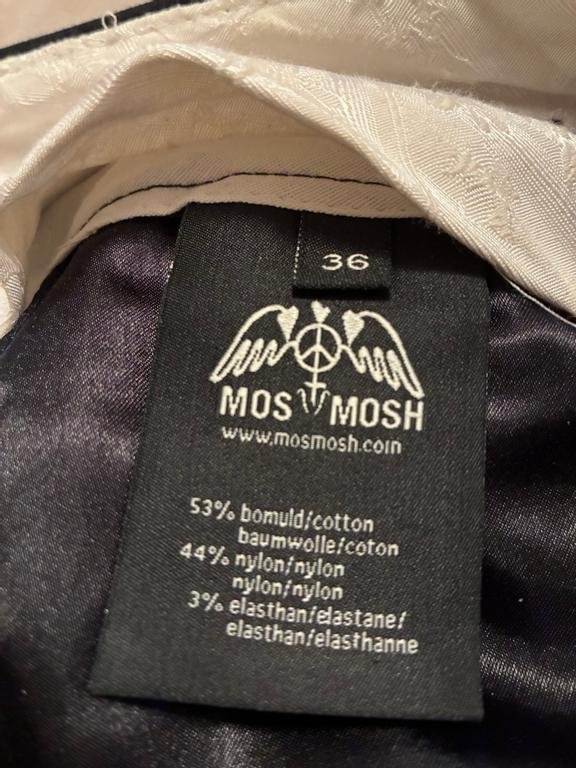 36
MOS MOSH
www.mosmosh.com
53% bomuld/cotton
baumwolle/coton
44% nylon/nylon
nylon/nylon
3% elasthan/elastane/
elasthan/elasthanne